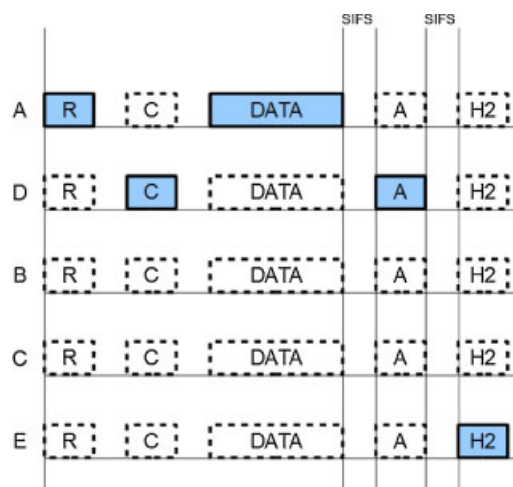 SIFS SIFS
A R C DATA A H2
D R C DATA A H2
B R C DATA A H2
C R C DATA A H2
E R C DATA A H2